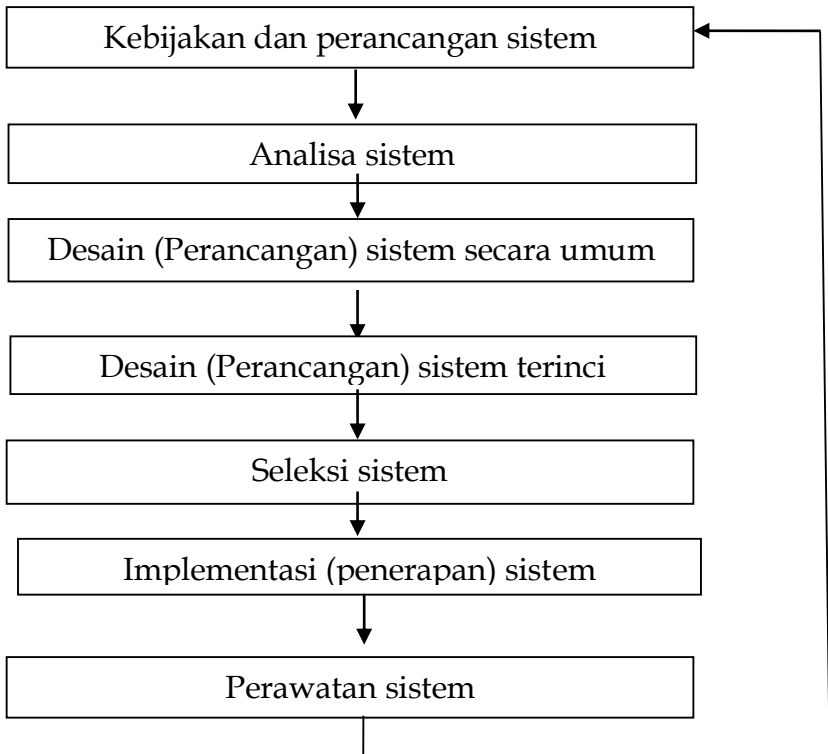 Kebijakan dan perancangan sistem
Analisa sistem
Desain (Perancangan) sistem secara umum
Desain (Perancangan) sistem terinci
Seleksi sistem
Implementasi (penerapan) sistem
Perawatan sistem